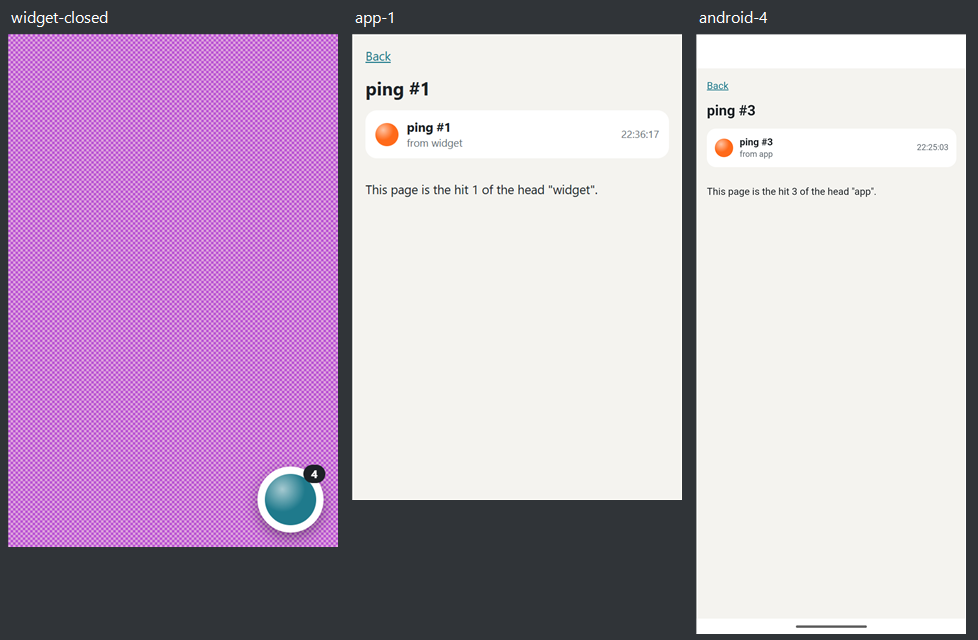 widget-closed
4
app-1
Back
ping #1
ping #1
from widget
22:36:17
This page is the hit 1 of the head "widget".
android-4
Back
ping #3
ping #3
from app
22:25:03
This page is the hit 3 of the head "app".